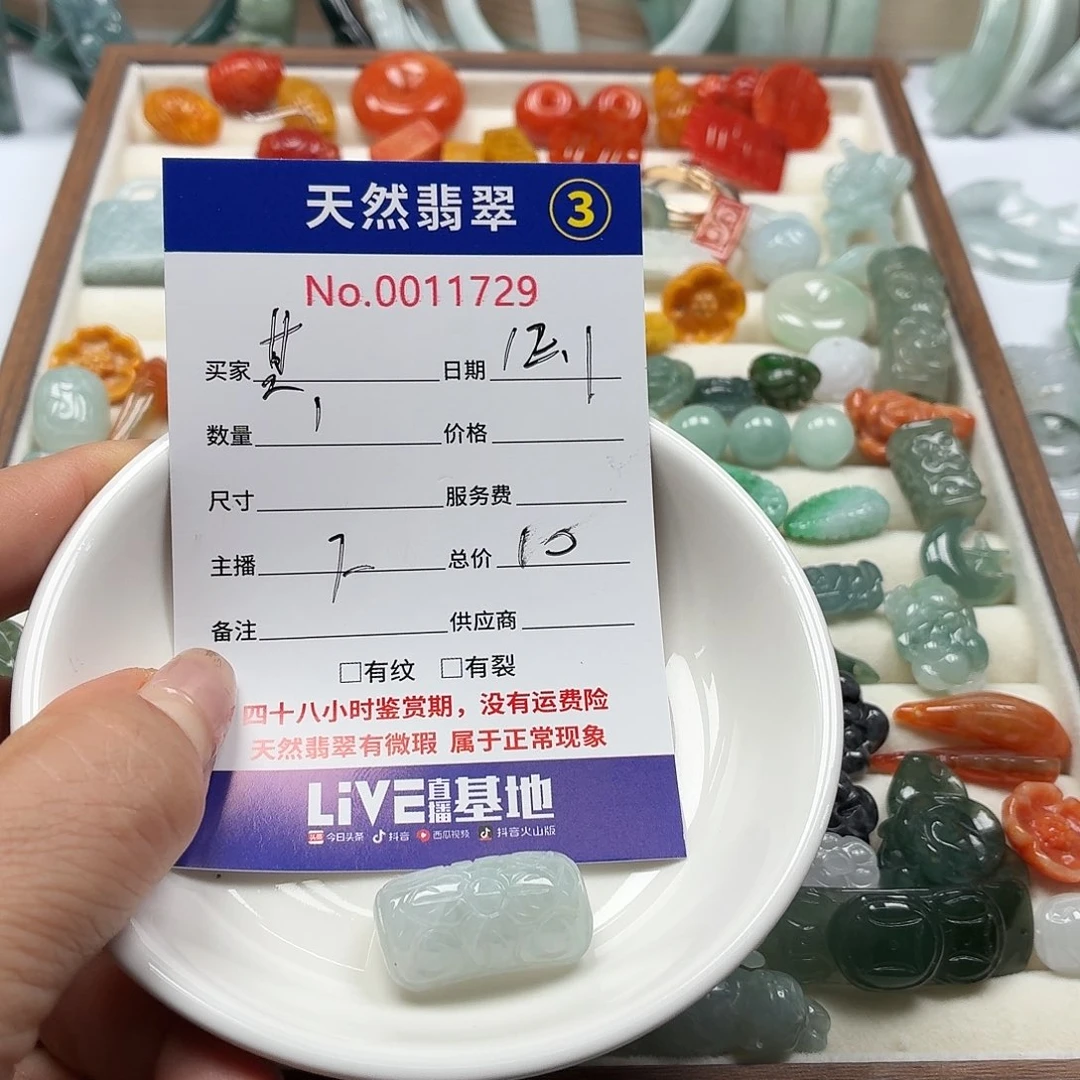 天然翡翠 3
No.0011729
买家 日期
数量 1 价格
尺寸 服务费
主播 总价 10
备注 供应商
□有纹 □有裂
四十八小时鉴赏期，没有运费险
天然翡翠有微瑕 属于正常现象
LiVE直播基地
头条 今日头条 抖音 西瓜视频 抖音火山版